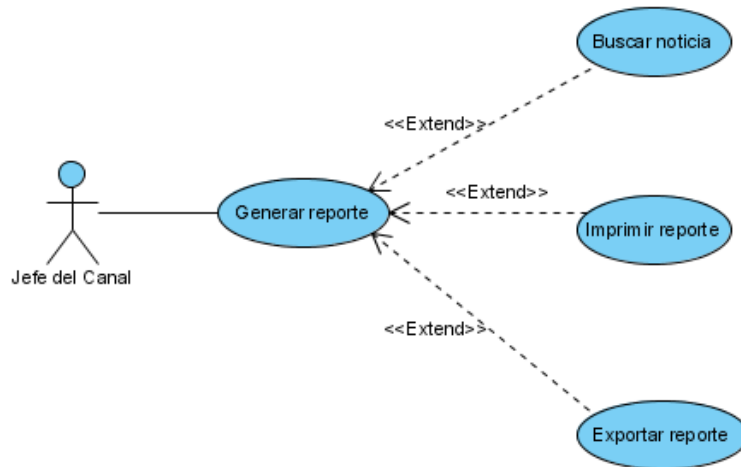 Buscar noticia
<<Extend>>
<<Extend>>
Generar reporte
Imprimir reporte
Jefe del Canal
<<Extend>>
Exportar reporte